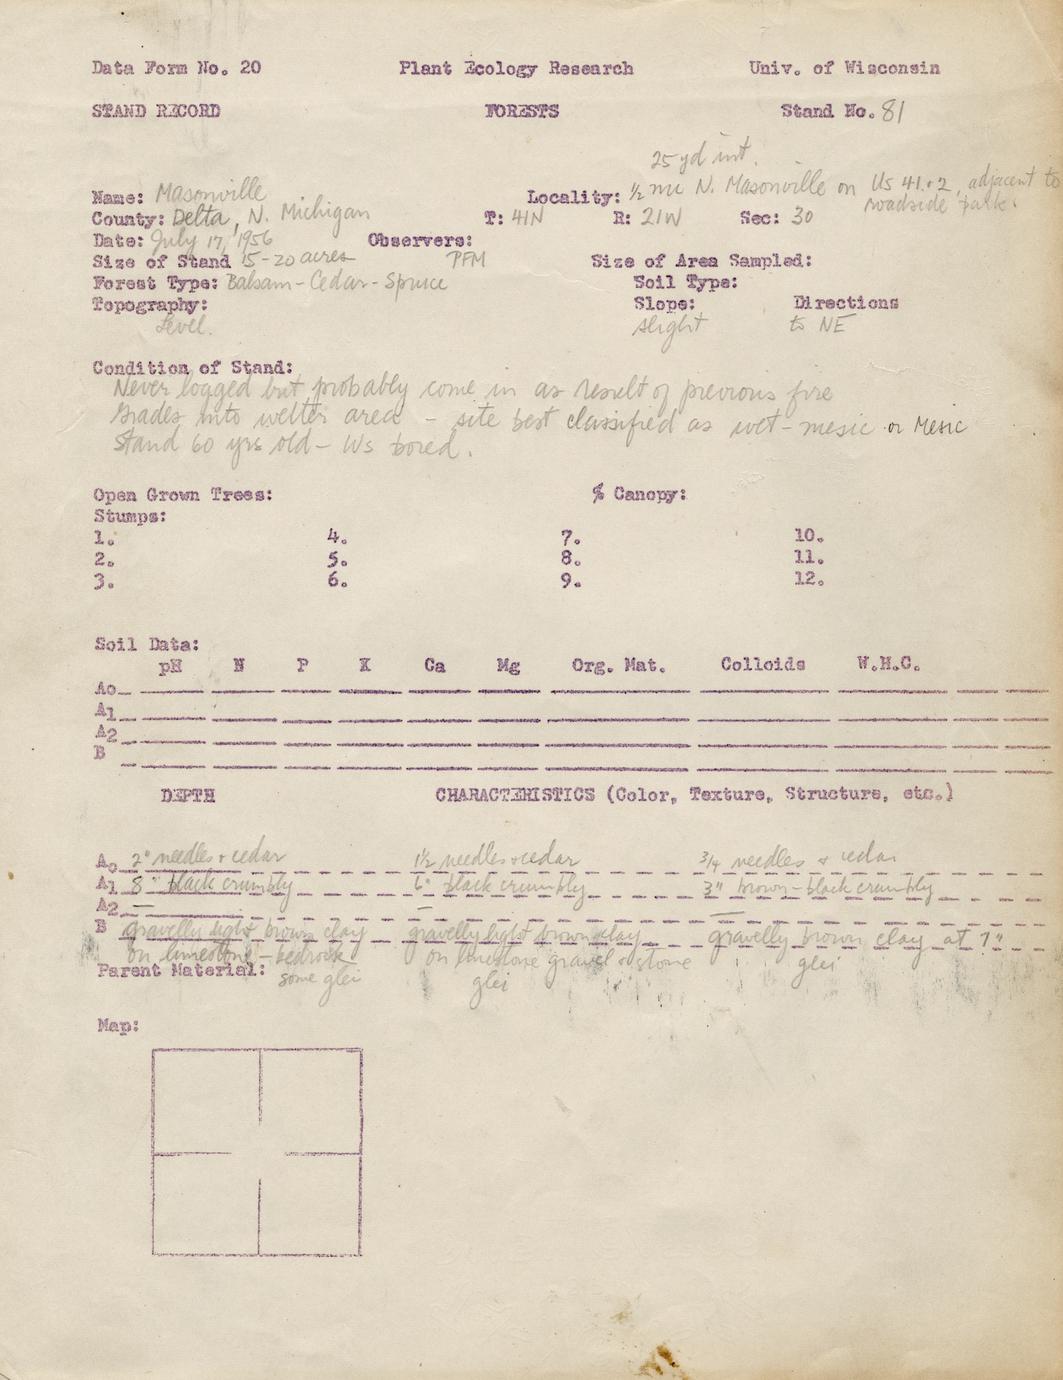 Data Form No. 20 Plant Ecology Research Univ. of Wisconsin
STAND RECORD FORESTS Stand No. 81
25 yd int.
Name: Masonville Locality: ½ mi N. Masonville on US 41+2, adjacent to
roadside park.
County: Delta, N. Michigan T: 41N R: 21W Sec: 30
Date: July 17, 1956 Observers:
Size of Stand 15-20 acres PFM Size of Area Sampled:
Forest Type: Balsam-Cedar-Spruce Soil Type:
Topography: Slope: Directions
Level. slight to NE
Condition of Stand:
Never logged but probably come in as result of previous fire
Grades into wetter area - site best classified as wet-mesic or Mesic
Stand 60 yrs old - Ws bored.
Open Grown Trees: % Canopy:
Stumps:
1. 4. 7. 10.
2. 5. 8. 11.
3. 6. 9. 12.
Soil Data:
pH N P K Ca Mg Org. Mat. Colloids W.H.C.
Ao
A1
A2
B
DEPTH CHARACTERISTICS (Color, Texture, Structure, etc.)
Ao 2" needles + cedar 1½ needles + cedar ¾ needles + cedar
A1 8" black crumbly 6" black crumbly 3" brown-black crumbly
A2 — — —
B gravelly light brown clay gravelly light brown clay gravelly brown clay at 7"
on limestone-bedrock on limestone gravel + stone glei
Parent Material: some glei glei
Map: